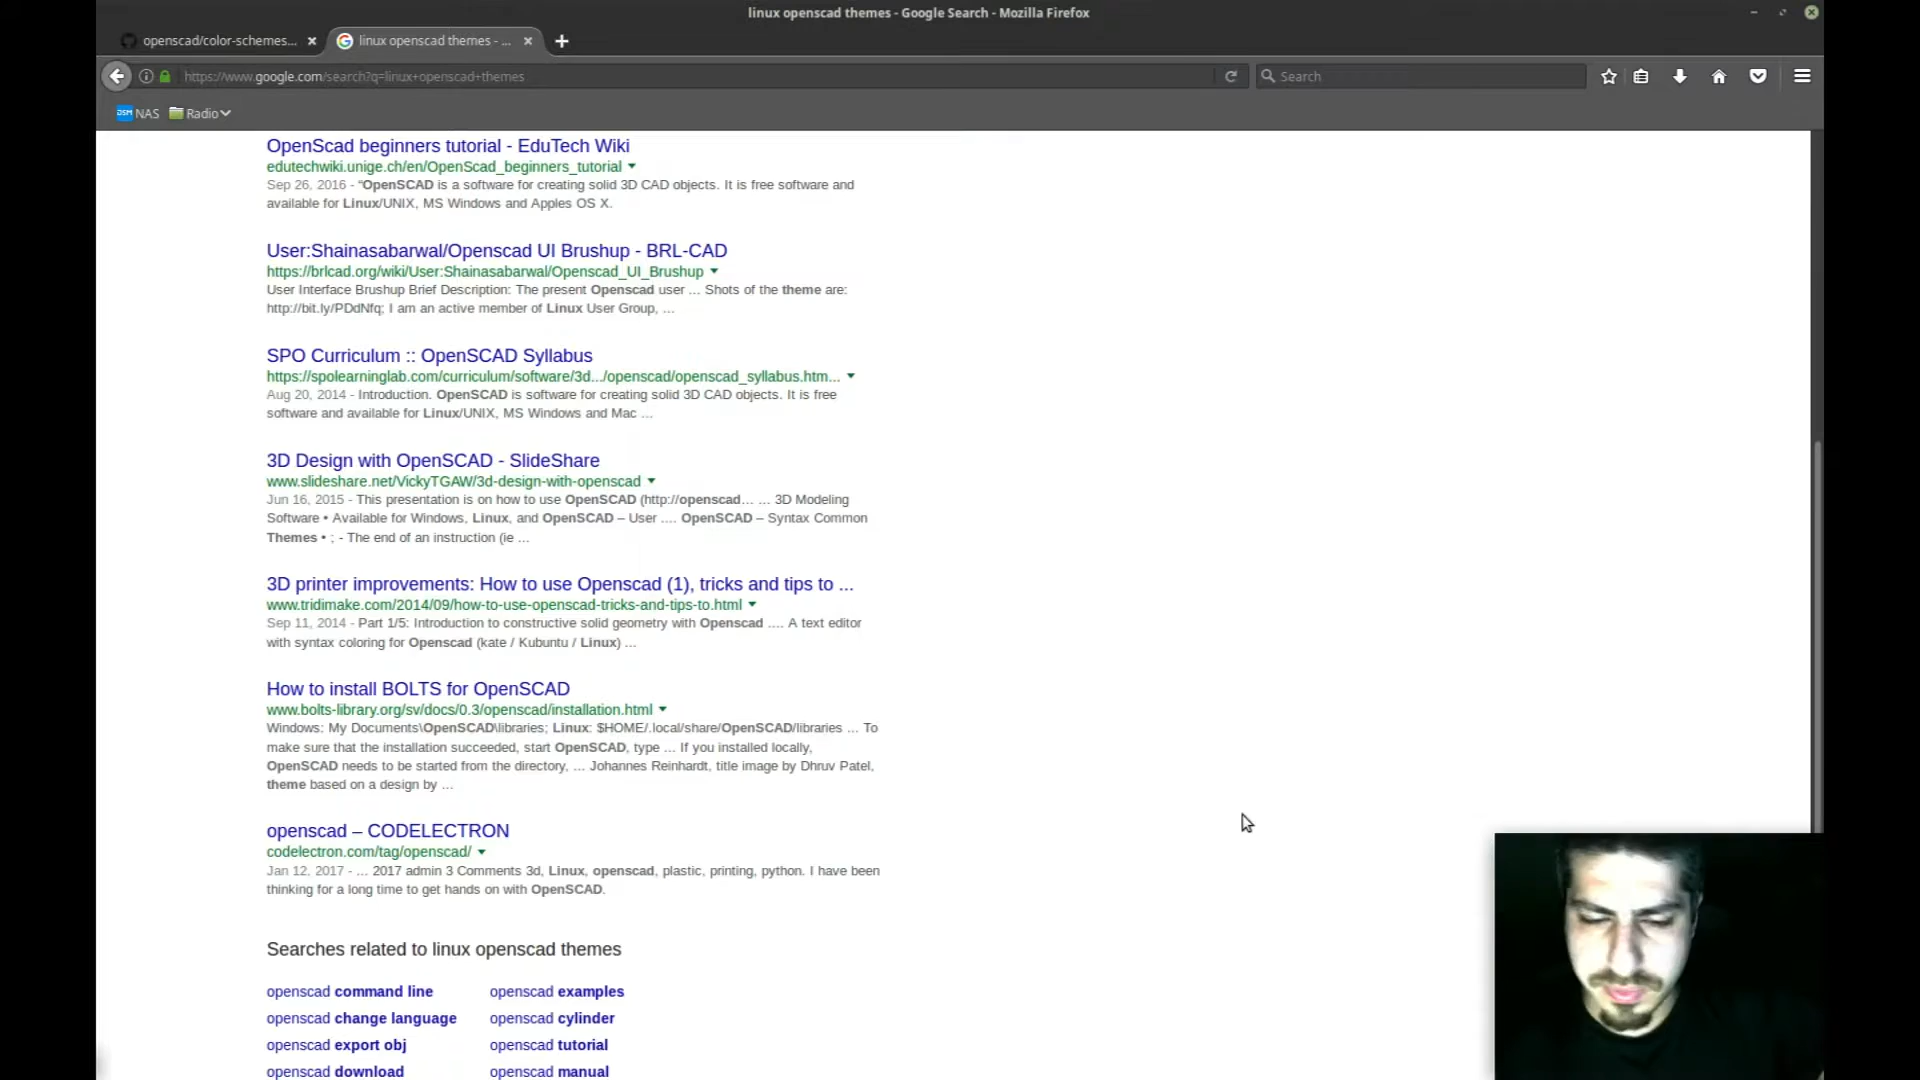 linux openscad themes - Google Search - Mozilla Firefox
openscad/color-schemes...
linux openscad themes - ...
https://www.google.com/search?q=linux+openscad+themes
Search
DSM NAS
Radio
OpenScad beginners tutorial - EduTech Wiki
edutechwiki.unige.ch/en/OpenScad_beginners_tutorial
Sep 26, 2016 - "OpenSCAD is a software for creating solid 3D CAD objects. It is free software and
available for Linux/UNIX, MS Windows and Apples OS X.
User:Shainasabarwal/Openscad UI Brushup - BRL-CAD
https://brlcad.org/wiki/User:Shainasabarwal/Openscad_UI_Brushup
User Interface Brushup Brief Description: The present Openscad user ... Shots of the theme are:
http://bit.ly/PDdNfq; I am an active member of Linux User Group, ...
SPO Curriculum :: OpenSCAD Syllabus
https://spolearninglab.com/curriculum/software/3d.../openscad/openscad_syllabus.htm...
Aug 20, 2014 - Introduction. OpenSCAD is software for creating solid 3D CAD objects. It is free
software and available for Linux/UNIX, MS Windows and Mac ...
3D Design with OpenSCAD - SlideShare
www.slideshare.net/VickyTGAW/3d-design-with-openscad
Jun 16, 2015 - This presentation is on how to use OpenSCAD (http://openscad... ... 3D Modeling
Software • Available for Windows, Linux, and OpenSCAD – User .... OpenSCAD – Syntax Common
Themes • ; - The end of an instruction (ie ...
3D printer improvements: How to use Openscad (1), tricks and tips to ...
www.tridimake.com/2014/09/how-to-use-openscad-tricks-and-tips-to.html
Sep 11, 2014 - Part 1/5: Introduction to constructive solid geometry with Openscad .... A text editor
with syntax coloring for Openscad (kate / Kubuntu / Linux) ...
How to install BOLTS for OpenSCAD
www.bolts-library.org/sv/docs/0.3/openscad/installation.html
Windows: My Documents\OpenSCAD\libraries; Linux: $HOME/.local/share/OpenSCAD/libraries ... To
make sure that the installation succeeded, start OpenSCAD, type ... If you installed locally,
OpenSCAD needs to be started from the directory, ... Johannes Reinhardt, title image by Dhruv Patel,
theme based on a design by ...
openscad – CODELECTRON
codelectron.com/tag/openscad/
Jan 12, 2017 - ... 2017 admin 3 Comments 3d, Linux, openscad, plastic, printing, python. I have been
thinking for a long time to get hands on with OpenSCAD.
Searches related to linux openscad themes
openscad command line
openscad examples
openscad change language
openscad cylinder
openscad export obj
openscad tutorial
openscad download
openscad manual